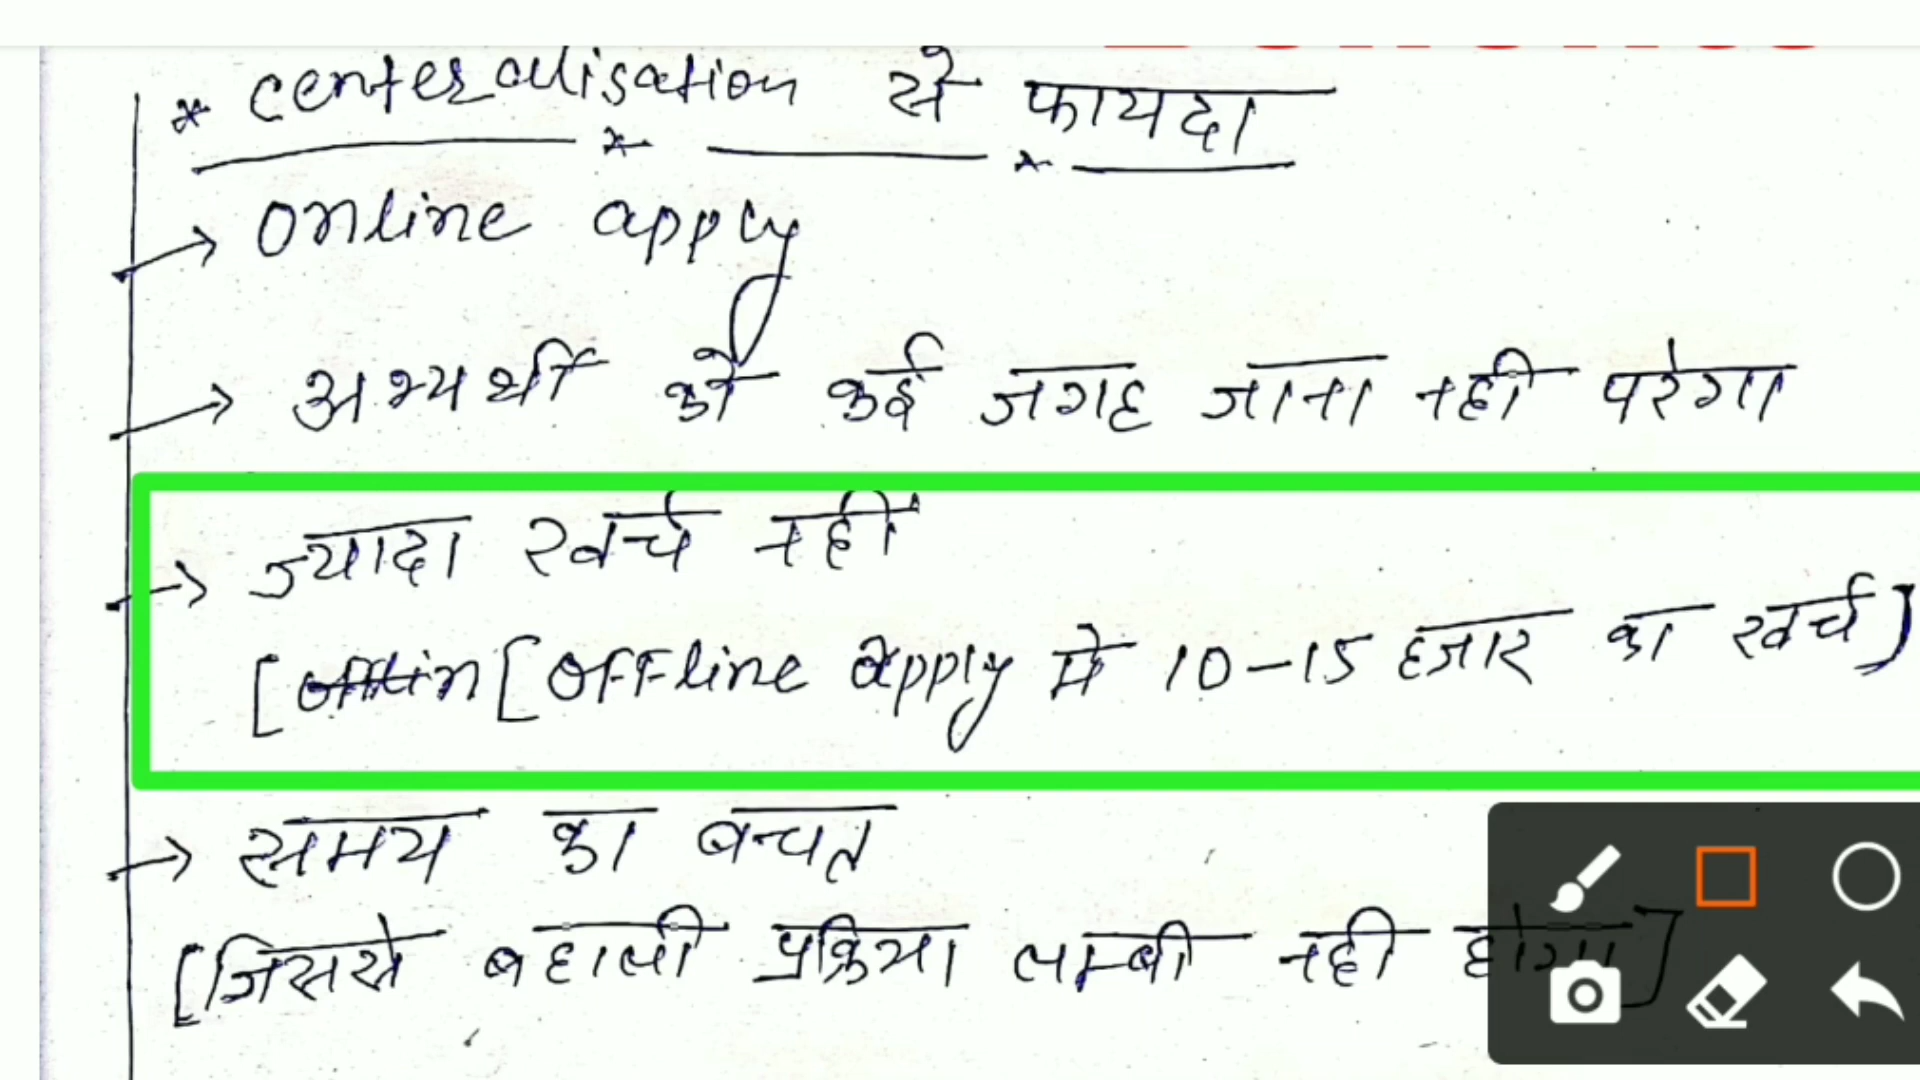 * centeralisation से फायदा
→ online apply
→ अभ्यर्थी को कई जगह जाना नही परेगा
→ ज्यादा खर्च नही
[offlin [OFFline apply मे 10-15 हजार का खर्च]
→ समय का बचत
[जिससे बहाली प्रक्रिया लम्बी नही होगा]